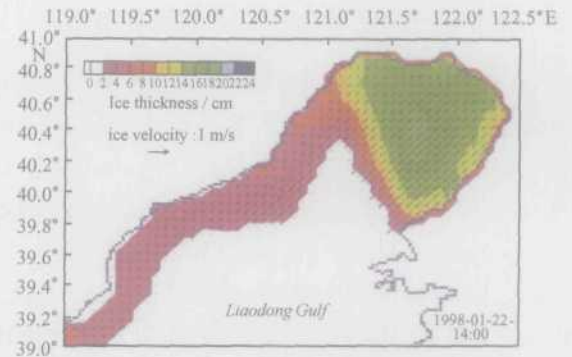 119.0° 119.5° 120.0° 120.5° 121.1° 121.5° 122.0° 122.5°E
41.0°
N
40.8°
40.6°
40.4°
40.2°
40.0°
39.8°
39.6°
39.4°
39.2°
39.0°
0 2 4 6 8 10 12 14 16 18 20 22 24
Ice thickness / cm
ice velocity :1 m/s
Liaodong Gulf
1998-01-22-
14:00